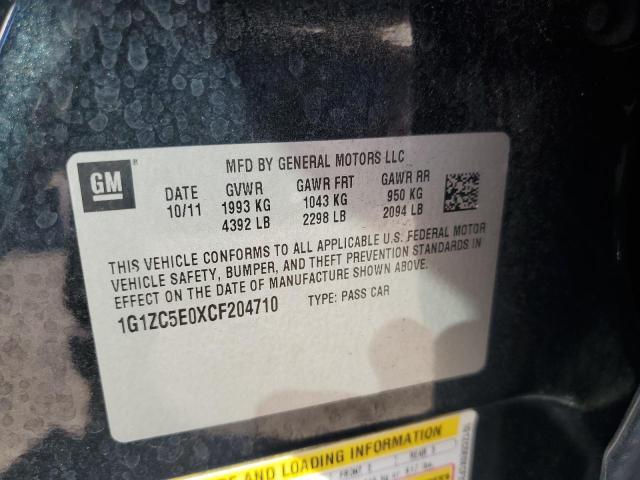 GM
MFD BY GENERAL MOTORS LLC
DATE GVWR GAWR FRT GAWR RR
10/11 1993 KG 1043 KG 950 KG
4392 LB 2298 LB 2094 LB
THIS VEHICLE CONFORMS TO ALL APPLICABLE U.S. FEDERAL MOTOR
VEHICLE SAFETY, BUMPER, AND THEFT PREVENTION STANDARDS IN
EFFECT ON THE DATE OF MANUFACTURE SHOWN ABOVE.
1G1ZC5E0XCF204710 TYPE: PASS CAR
E AND LOADING INFORMATION